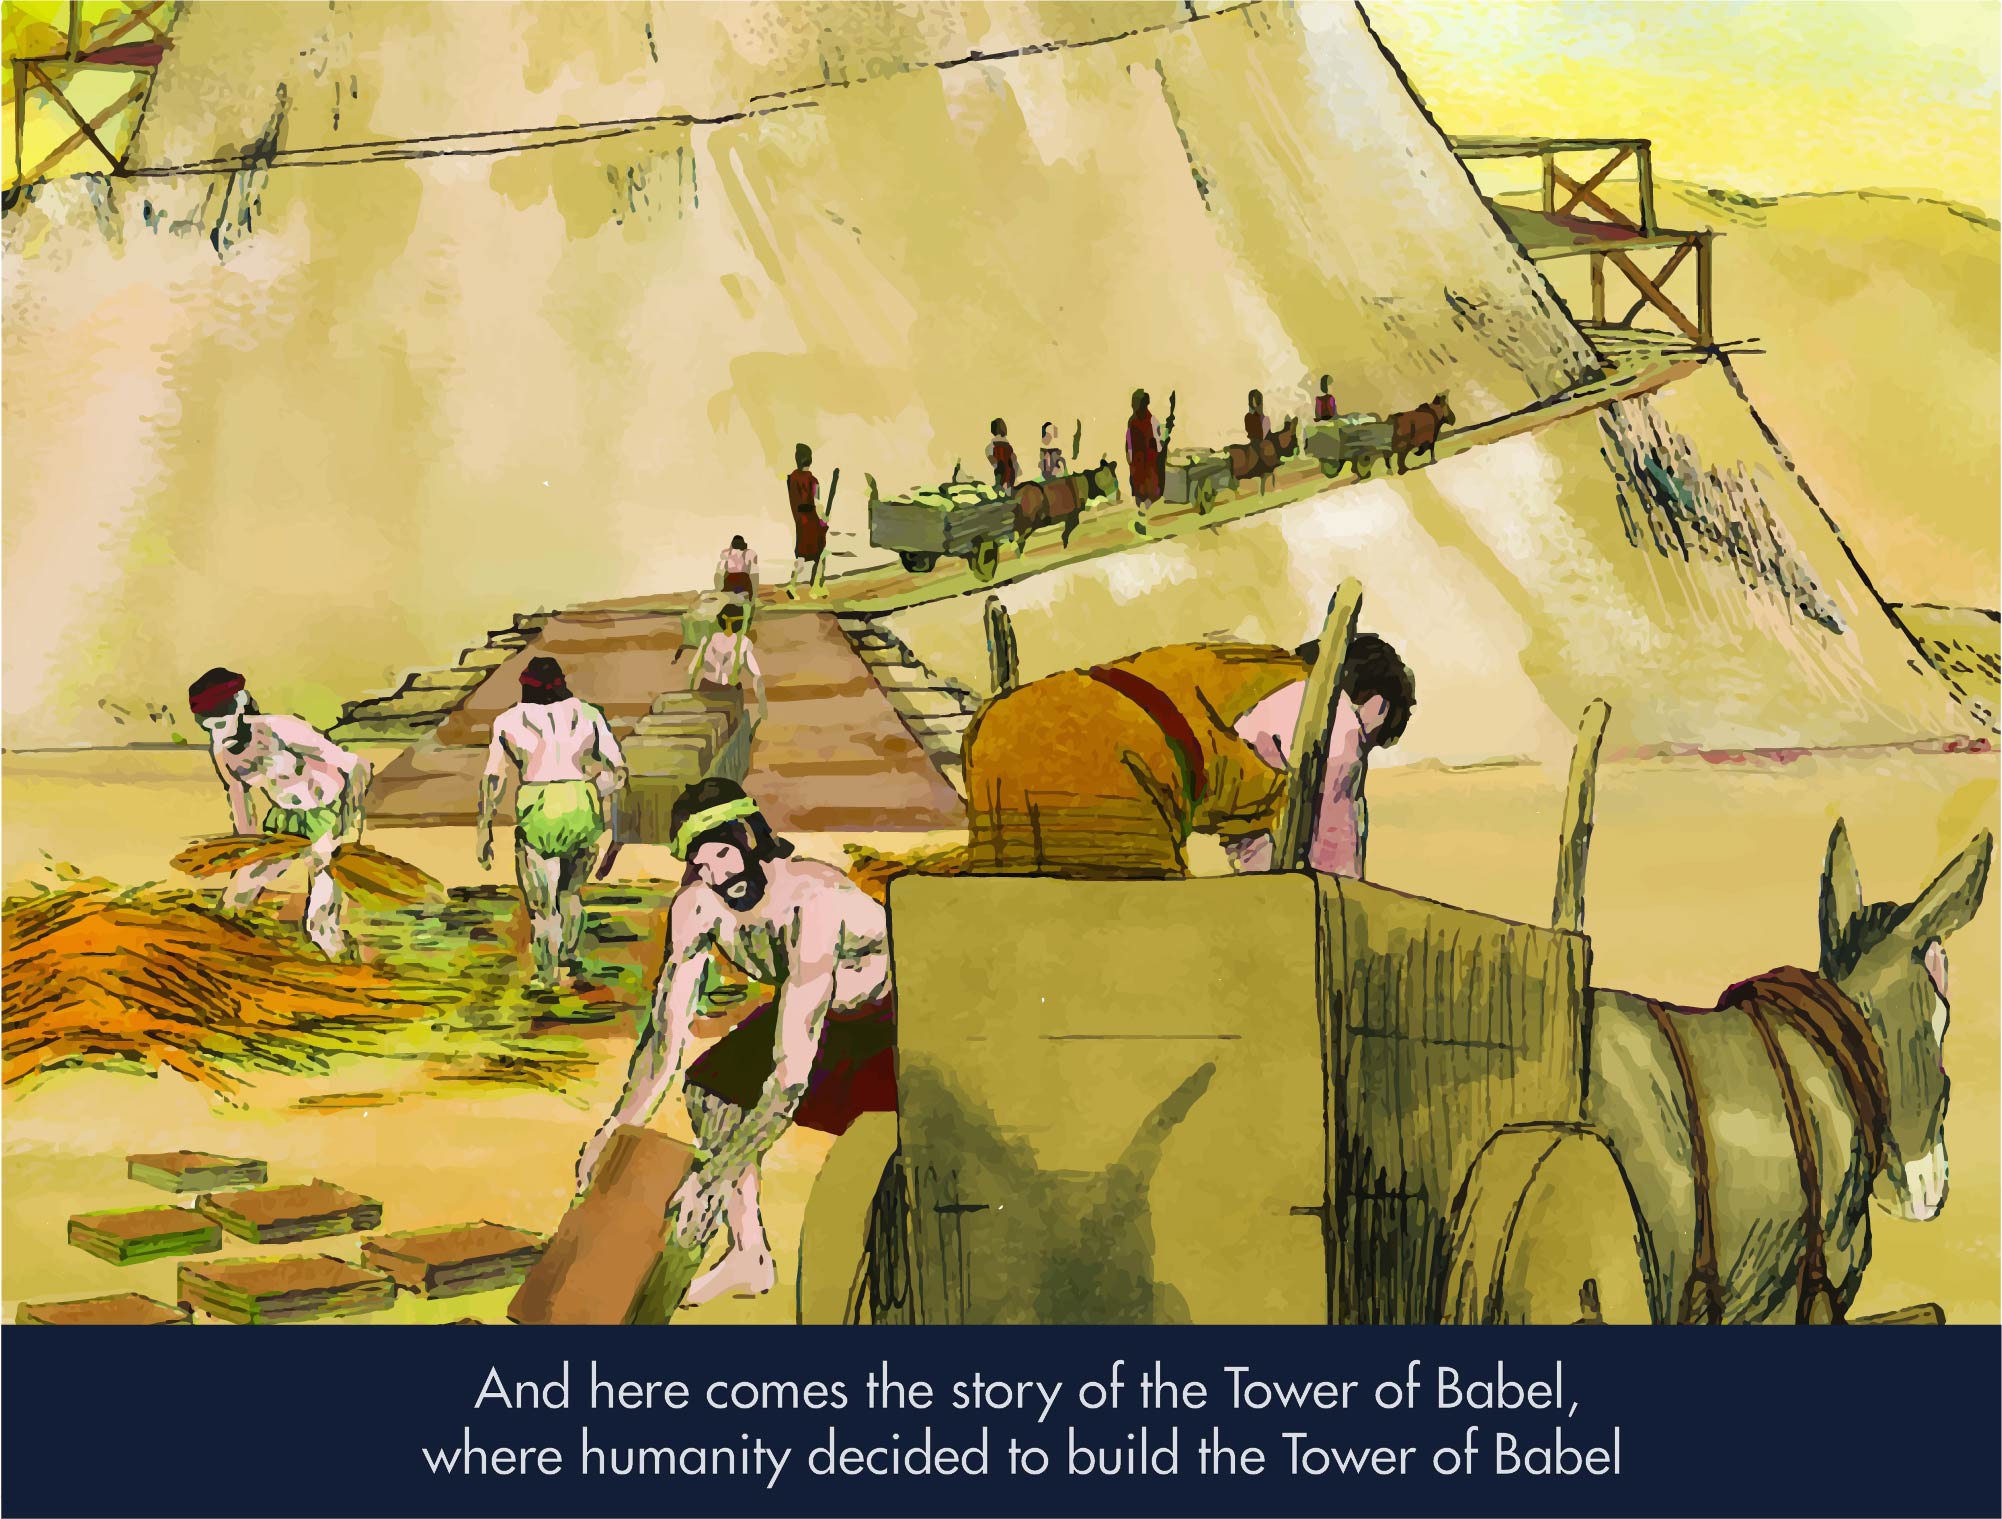 And here comes the story of the Tower of Babel,
where humanity decided to build the Tower of Babel